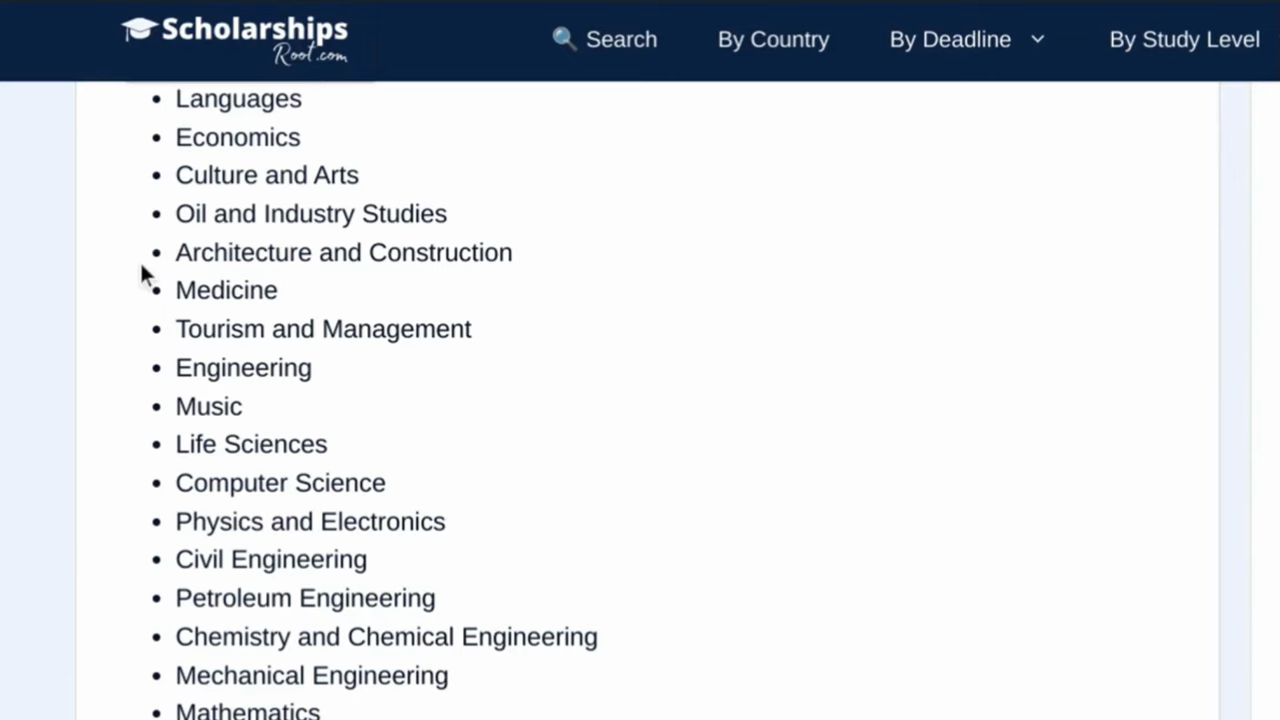 Scholarships
Root.com
Search
By Country
By Deadline
By Study Level
Languages
Economics
Culture and Arts
Oil and Industry Studies
Architecture and Construction
Medicine
Tourism and Management
Engineering
Music
Life Sciences
Computer Science
Physics and Electronics
Civil Engineering
Petroleum Engineering
Chemistry and Chemical Engineering
Mechanical Engineering
Mathematics